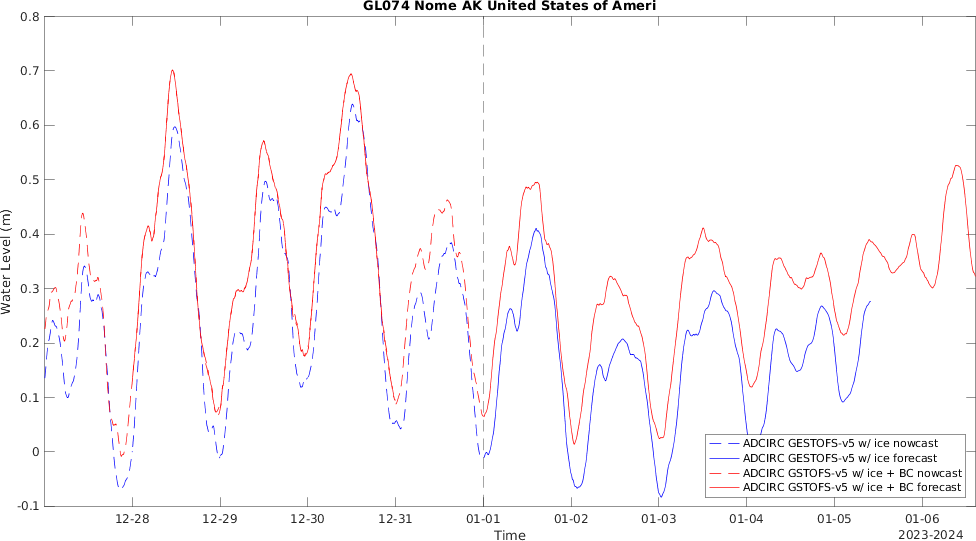 GL074 Nome AK United States of Ameri
0.8
0.7
0.6
0.5
0.4
0.3
0.2
0.1
0
-0.1
Water Level (m)
12-28 12-29 12-30 12-31 01-01 01-02 01-03 01-04 01-05 01-06
Time
2023-2024
ADCIRC GESTOFS-v5 w/ ice nowcast
ADCIRC GESTOFS-v5 w/ ice forecast
ADCIRC GSTOFS-v5 w/ ice + BC nowcast
ADCIRC GSTOFS-v5 w/ ice + BC forecast